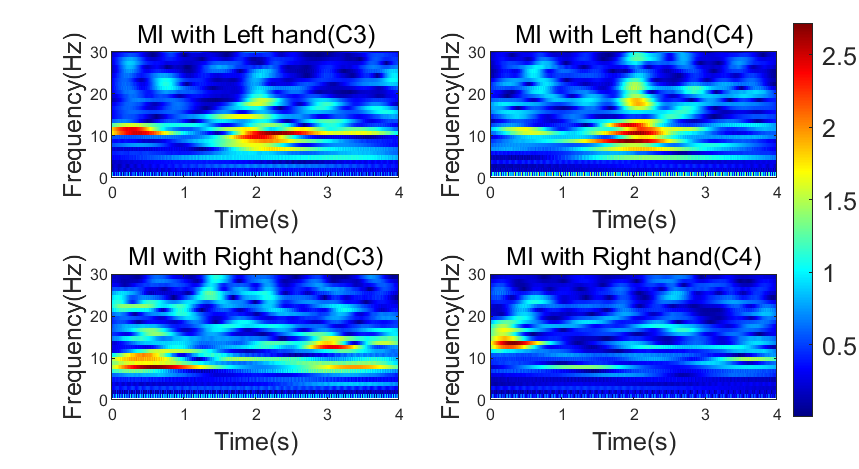 MI with Left hand(C3)
MI with Left hand(C4)
Frequency(Hz)
30
20
10
0
0 1 2 3 4
Time(s)
Frequency(Hz)
30
20
10
0
0 1 2 3 4
Time(s)
MI with Right hand(C3)
MI with Right hand(C4)
Frequency(Hz)
30
20
10
0
0 1 2 3 4
Time(s)
Frequency(Hz)
30
20
10
0
0 1 2 3 4
Time(s)
2.5
2
1.5
1
0.5